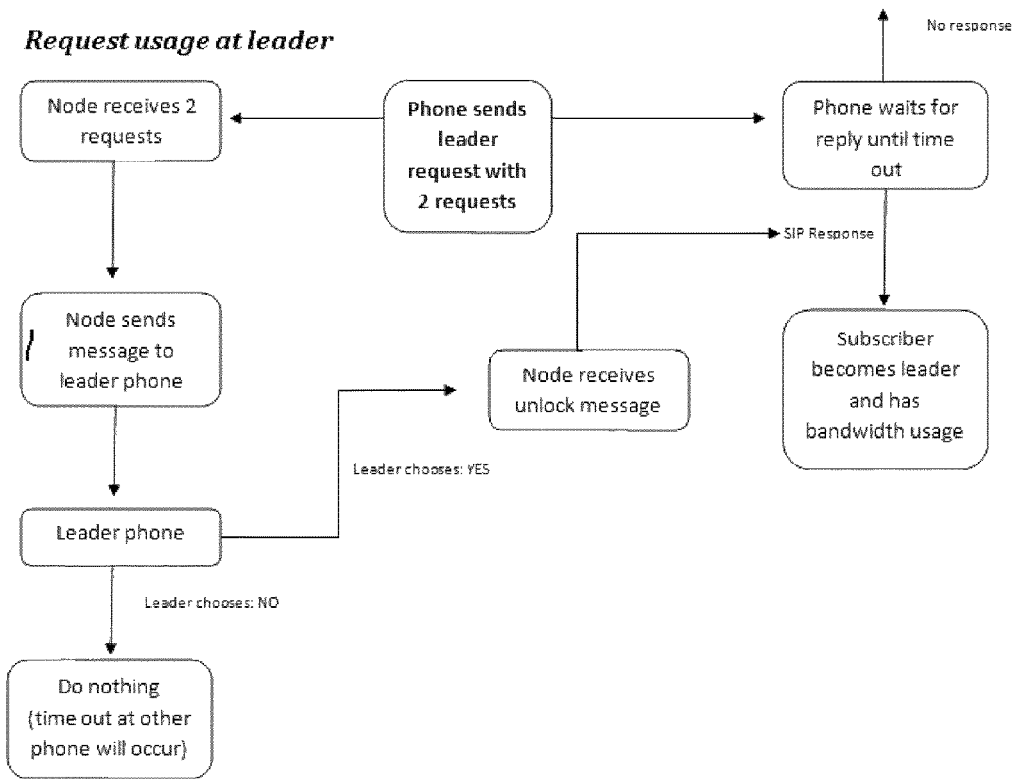 Request usage at leader
No response
Node receives 2
requests
Phone sends
leader
request with
2 requests
Phone waits for
reply until time
out
SIP Response
Node sends
message to
leader phone
Node receives
unlock message
Subscriber
becomes leader
and has
bandwidth usage
Leader chooses: YES
Leader phone
Leader chooses: NO
Do nothing
(time out at other
phone will occur)